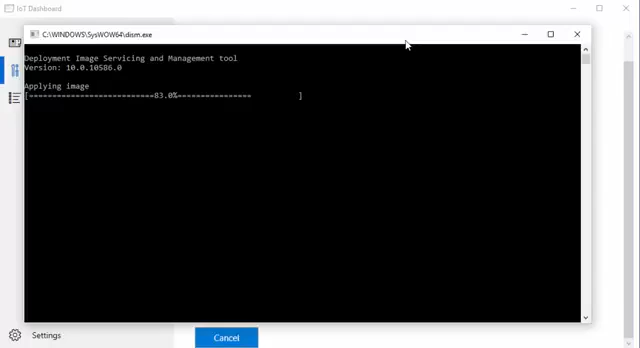 IoT Dashboard
C:\WINDOWS\SysWOW64\dism.exe
Deployment Image Servicing and Management tool
Version: 10.0.10586.0
Applying image
[===========================83.0%================          ]
Settings
Cancel